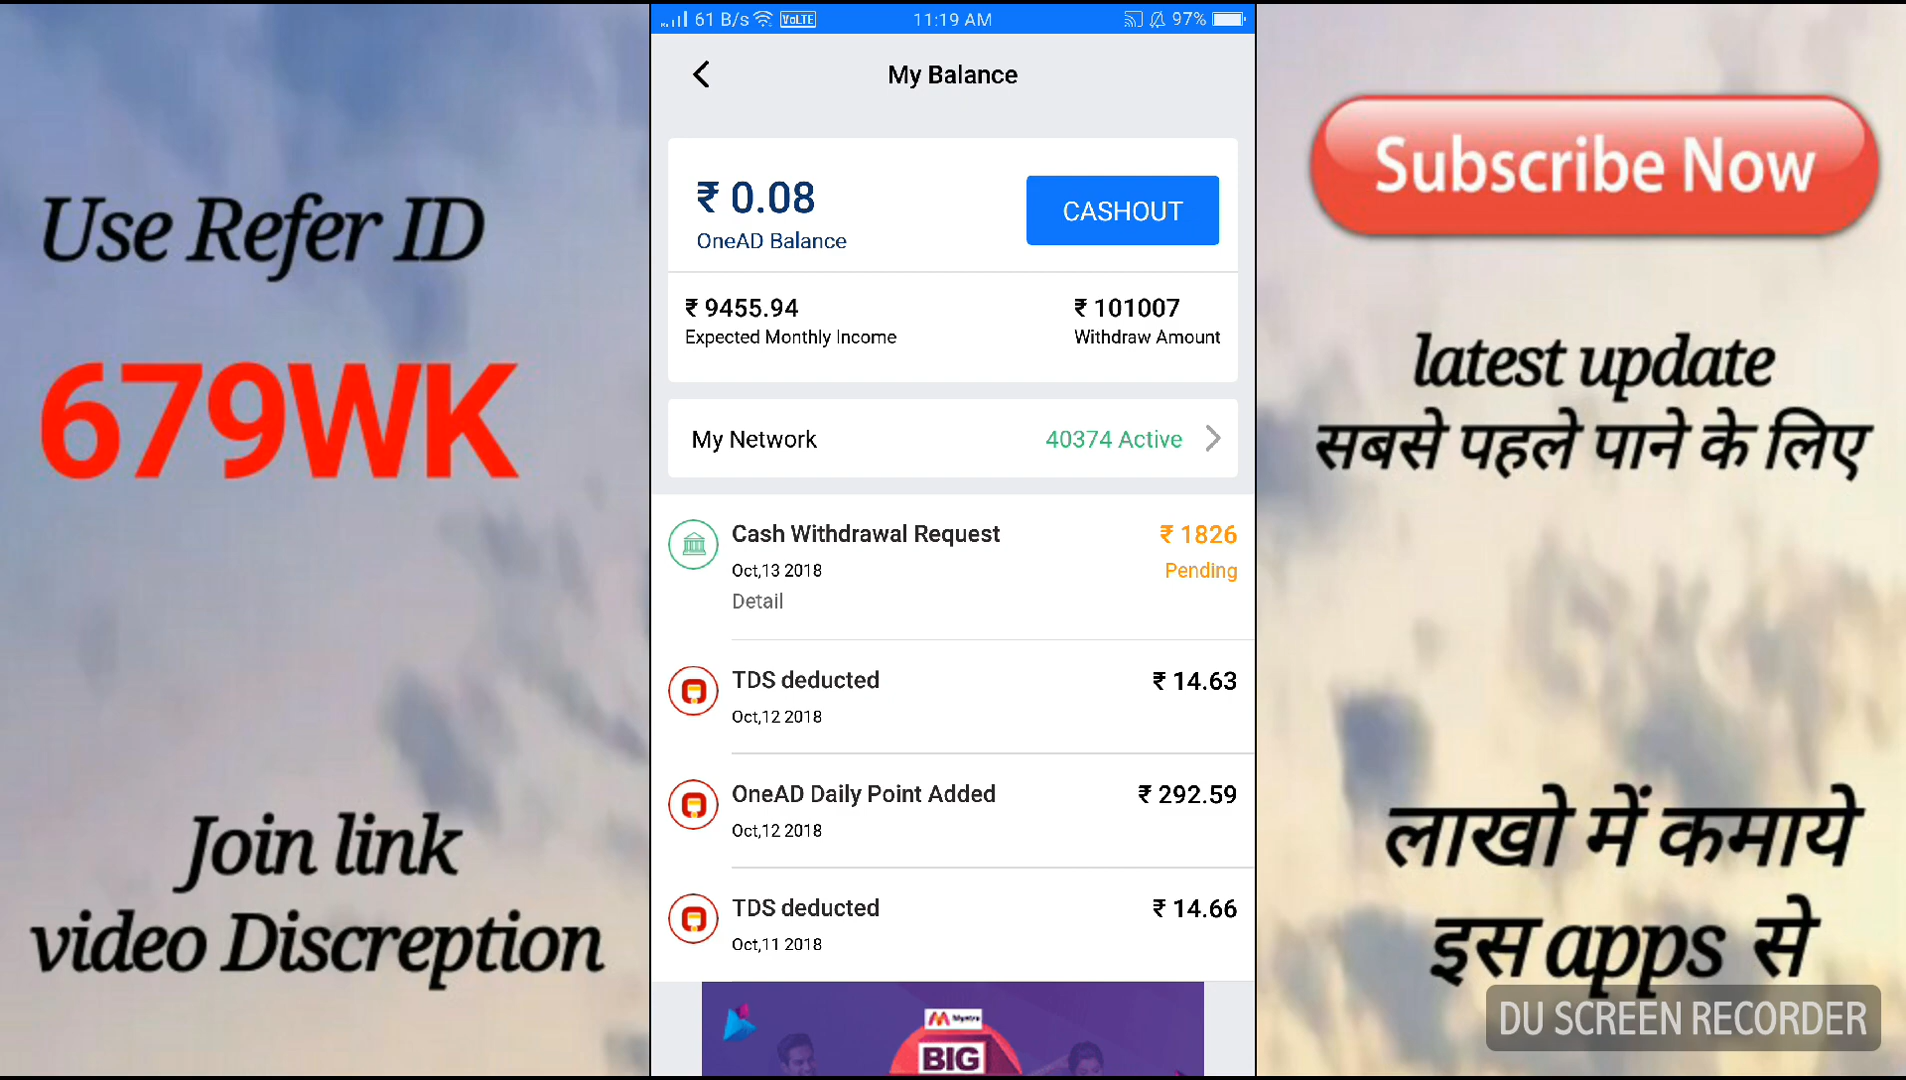 61 B/s VoLTE 11:19 AM 97%
My Balance
₹ 0.08
OneAD Balance
CASHOUT
₹ 9455.94
Expected Monthly Income
₹ 101007
Withdraw Amount
My Network 40374 Active
Cash Withdrawal Request ₹ 1826
Oct,13 2018 Pending
Detail
TDS deducted ₹ 14.63
Oct,12 2018
OneAD Daily Point Added ₹ 292.59
Oct,12 2018
TDS deducted ₹ 14.66
Oct,11 2018
Myntra
BIG
Use Refer ID
679WK
Join link
video Discreption
Subscribe Now
latest update
सबसे पहले पाने के लिए
लाखो में कमाये
इस apps से
DU SCREEN RECORDER